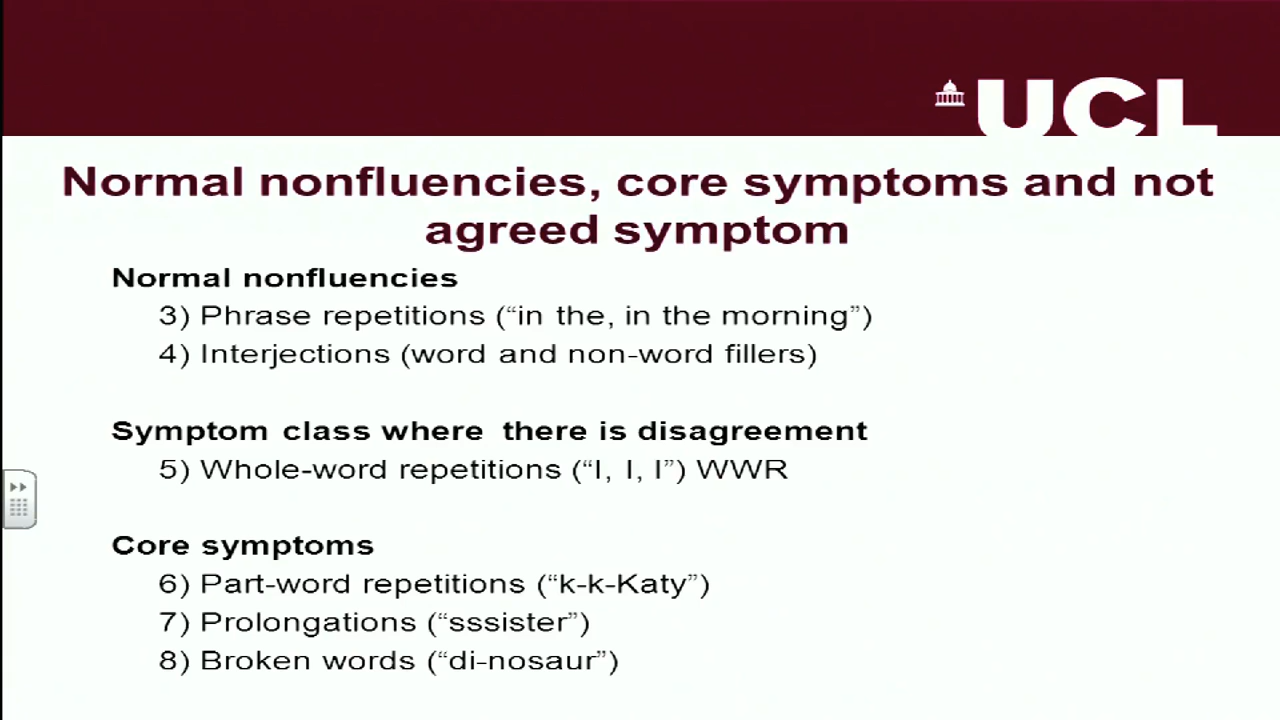 UCL
Normal nonfluencies, core symptoms and not
agreed symptom
Normal nonfluencies
3) Phrase repetitions (“in the, in the morning”)
4) Interjections (word and non-word fillers)
Symptom class where there is disagreement
5) Whole-word repetitions (“I, I, I”) WWR
Core symptoms
6) Part-word repetitions (“k-k-Katy”)
7) Prolongations (“sssister”)
8) Broken words (“di-nosaur”)